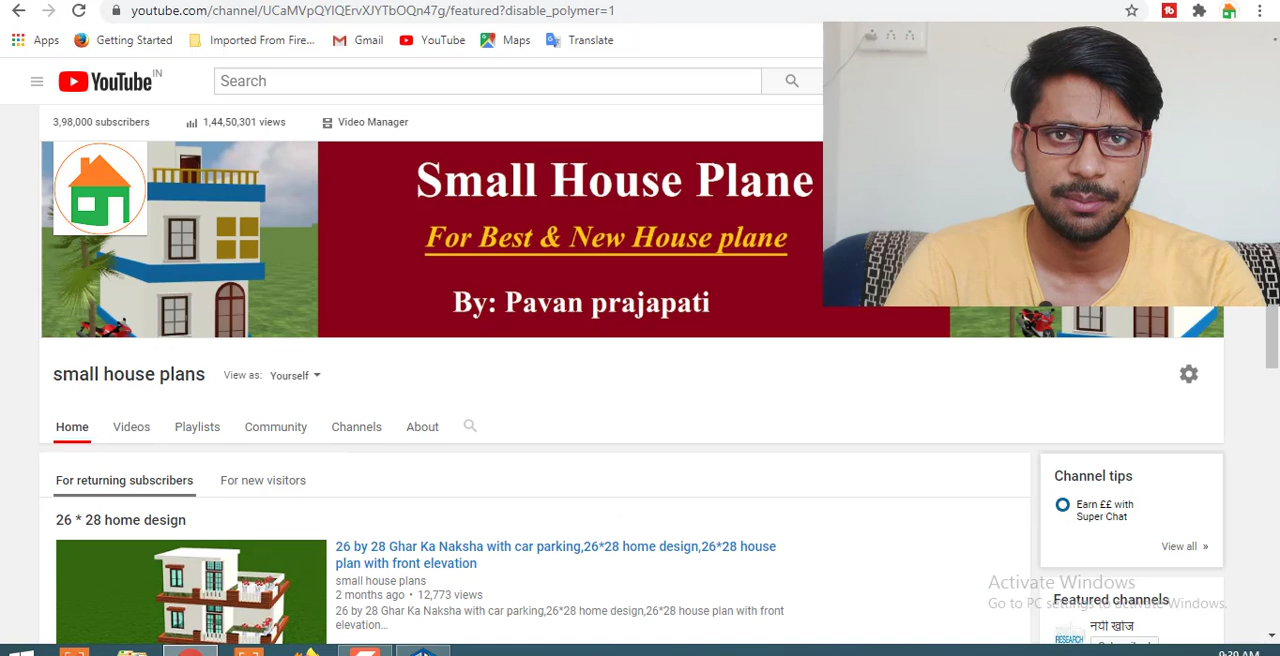 youtube.com/channel/UCaMVpQYlQErvXJYTbOQn47g/featured?disable_polymer=1
Apps Getting Started Imported From Fire... Gmail YouTube Maps Translate
YouTube IN Search
3,98,000 subscribers 1,44,50,301 views Video Manager
Small House Plane
For Best & New House plane
By: Pavan prajapati
small house plans View as: Yourself
Home Videos Playlists Community Channels About
For returning subscribers For new visitors
26 * 28 home design
26 by 28 Ghar Ka Naksha with car parking,26*28 home design,26*28 house
plan with front elevation
small house plans
2 months ago • 12,773 views
26 by 28 Ghar Ka Naksha with car parking,26*28 home design,26*28 house plan with front
elevation...
Channel tips
Earn ££ with
Super Chat
View all »
Activate Windows
Go to PC settings to activate Windows.
Featured channels
नयी खोज
RESEARCH
9:39 AM